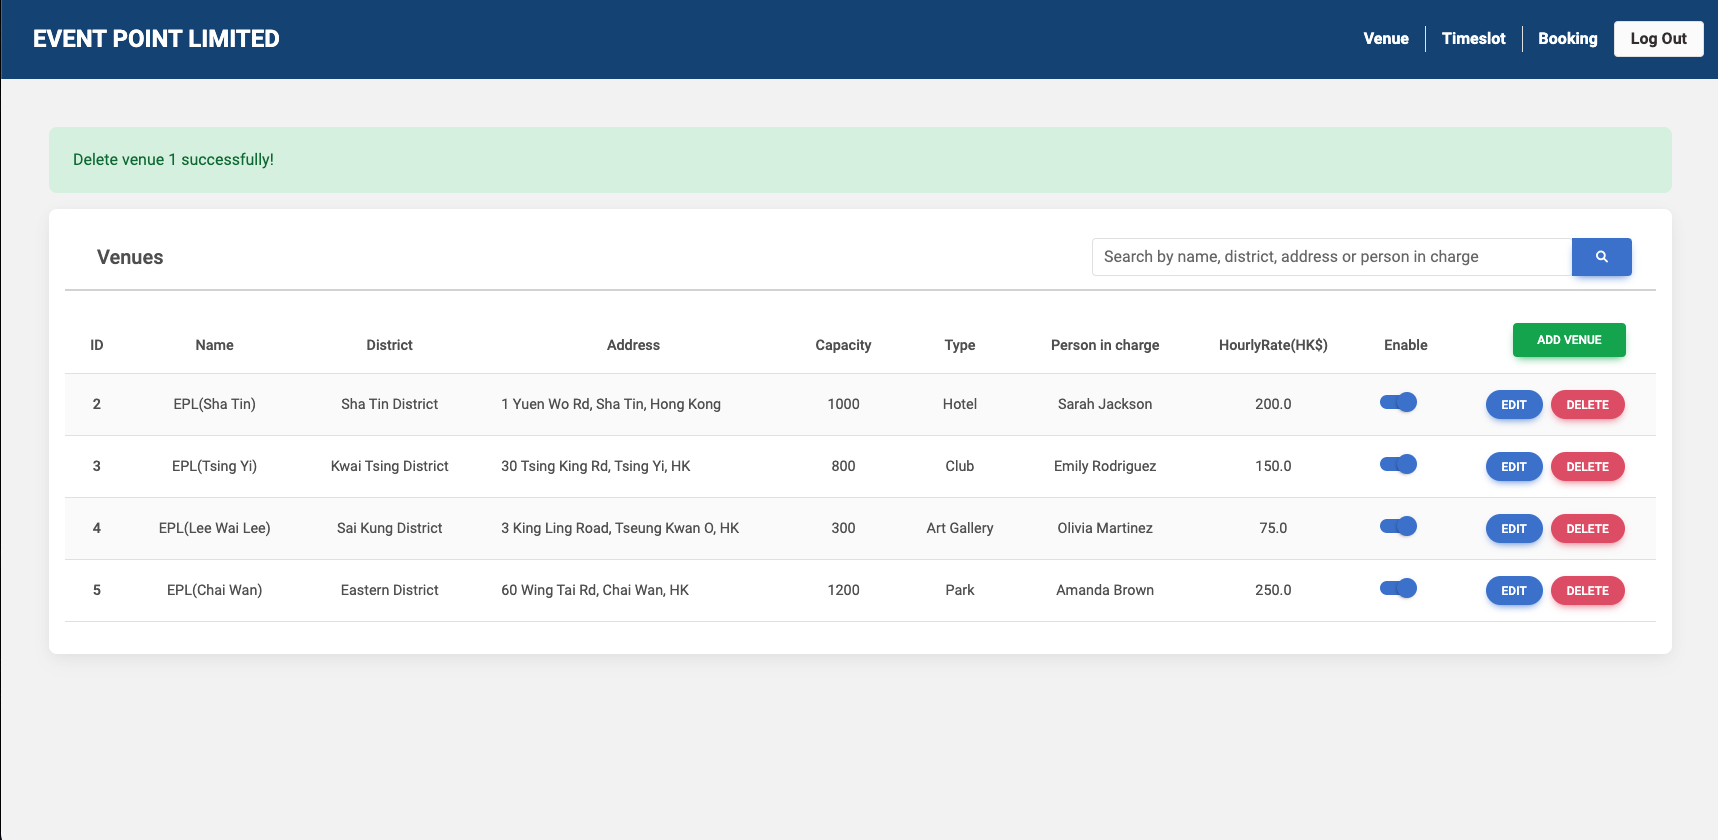 EVENT POINT LIMITED
Venue Timeslot Booking Log Out
Delete venue 1 successfully!
Venues Search by name, district, address or person in charge
ID Name District Address Capacity Type Person in charge HourlyRate(HK$) Enable ADD VENUE
2 EPL(Sha Tin) Sha Tin District 1 Yuen Wo Rd, Sha Tin, Hong Kong 1000 Hotel Sarah Jackson 200.0 EDIT DELETE
3 EPL(Tsing Yi) Kwai Tsing District 30 Tsing King Rd, Tsing Yi, HK 800 Club Emily Rodriguez 150.0 EDIT DELETE
4 EPL(Lee Wai Lee) Sai Kung District 3 King Ling Road, Tseung Kwan O, HK 300 Art Gallery Olivia Martinez 75.0 EDIT DELETE
5 EPL(Chai Wan) Eastern District 60 Wing Tai Rd, Chai Wan, HK 1200 Park Amanda Brown 250.0 EDIT DELETE